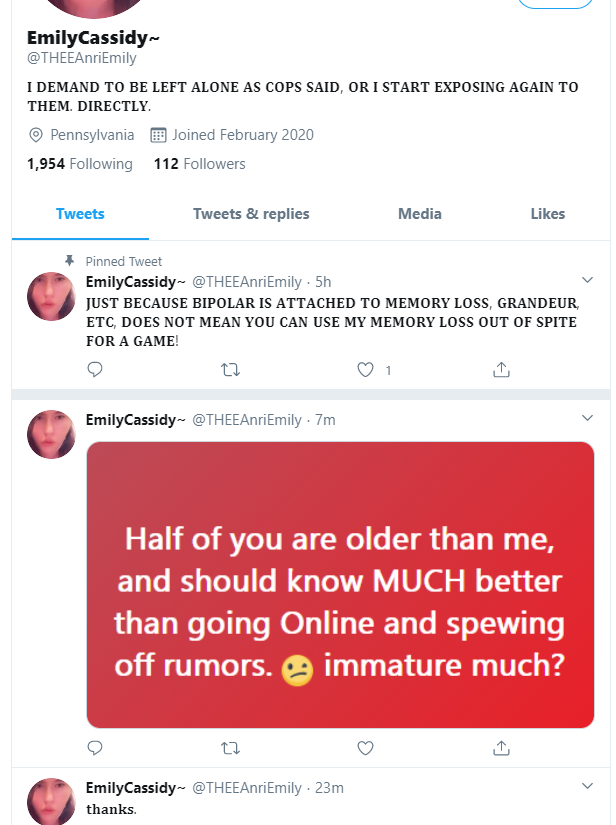 EmilyCassidy~
@THEEAnriEmily
I DEMAND TO BE LEFT ALONE AS COPS SAID, OR I START EXPOSING AGAIN TO
THEM. DIRECTLY.
Pennsylvania Joined February 2020
1,954 Following 112 Followers
Tweets Tweets & replies Media Likes
Pinned Tweet
EmilyCassidy~ @THEEAnriEmily · 5h
JUST BECAUSE BIPOLAR IS ATTACHED TO MEMORY LOSS, GRANDEUR,
ETC, DOES NOT MEAN YOU CAN USE MY MEMORY LOSS OUT OF SPITE
FOR A GAME!
1
EmilyCassidy~ @THEEAnriEmily · 7m
Half of you are older than me,
and should know MUCH better
than going Online and spewing
off rumors. 😕 immature much?
EmilyCassidy~ @THEEAnriEmily · 23m
thanks.